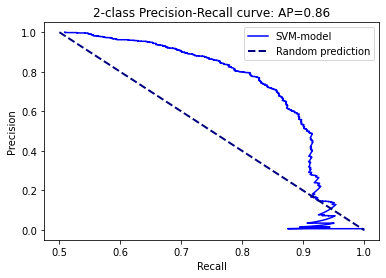 2-class Precision-Recall curve: AP=0.86
SVM-model
Random prediction
Precision
1.0
0.8
0.6
0.4
0.2
0.0
0.5
0.6
0.7
0.8
0.9
1.0
Recall